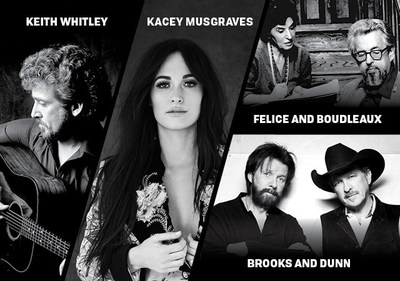 KEITH WHITLEY
KACEY MUSGRAVES
FELICE AND BOUDLEAUX
BROOKS AND DUNN